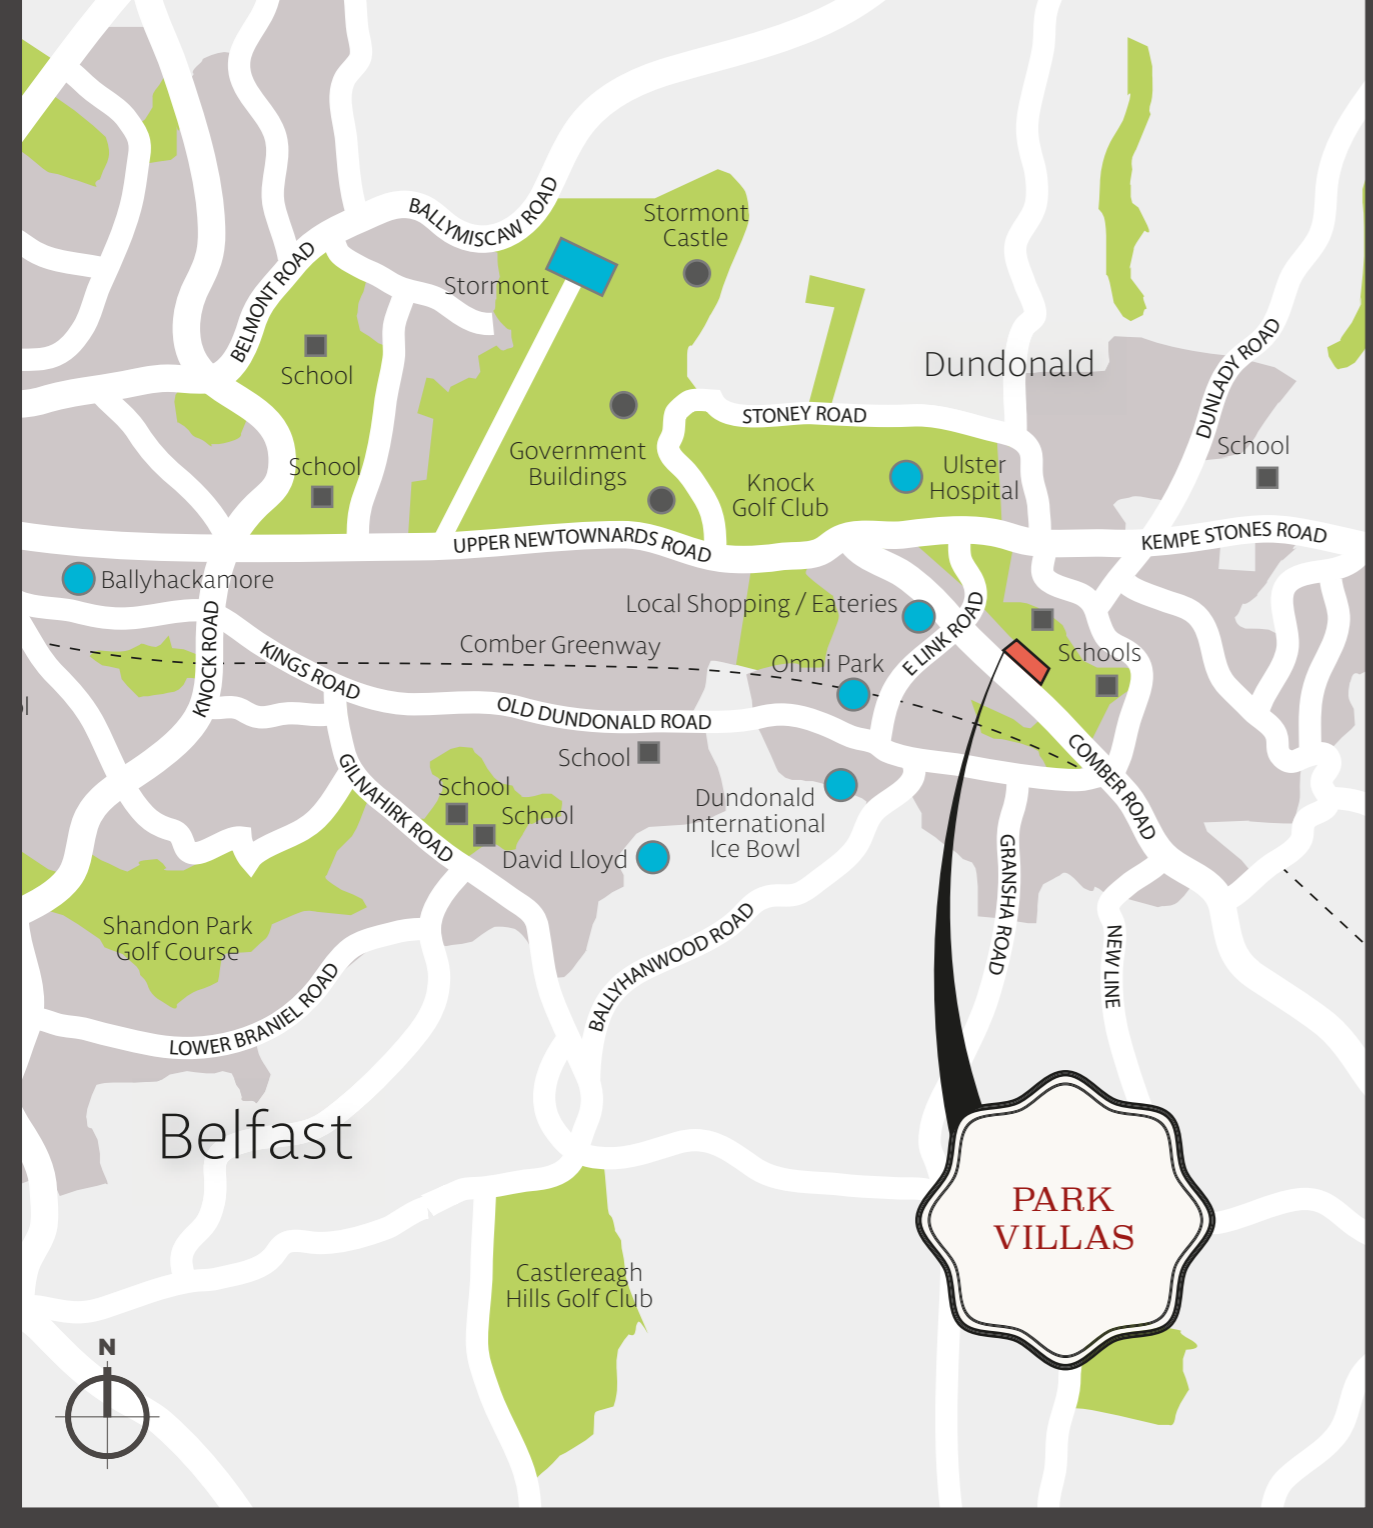 BALLYMISCAW ROAD
Stormont
Castle
BELMONT ROAD
Stormont
School
Dundonald
DUNLADY ROAD
STONEY ROAD
School
School
Government
Buildings
Knock
Golf Club
Ulster
Hospital
UPPER NEWTOWNARDS ROAD
KEMPE STONES ROAD
Ballyhackamore
Local Shopping / Eateries
E LINK ROAD
KNOCK ROAD
Comber Greenway
KINGS ROAD
Omni Park
Schools
OLD DUNDONALD ROAD
School
COMBER ROAD
GILNAHIRK ROAD
School
School
Dundonald
International
Ice Bowl
David Lloyd
GRANSHA ROAD
Shandon Park
Golf Course
BALLYHANWOOD ROAD
NEW LINE
LOWER BRANIEL ROAD
Belfast
PARK
VILLAS
Castlereagh
Hills Golf Club
N